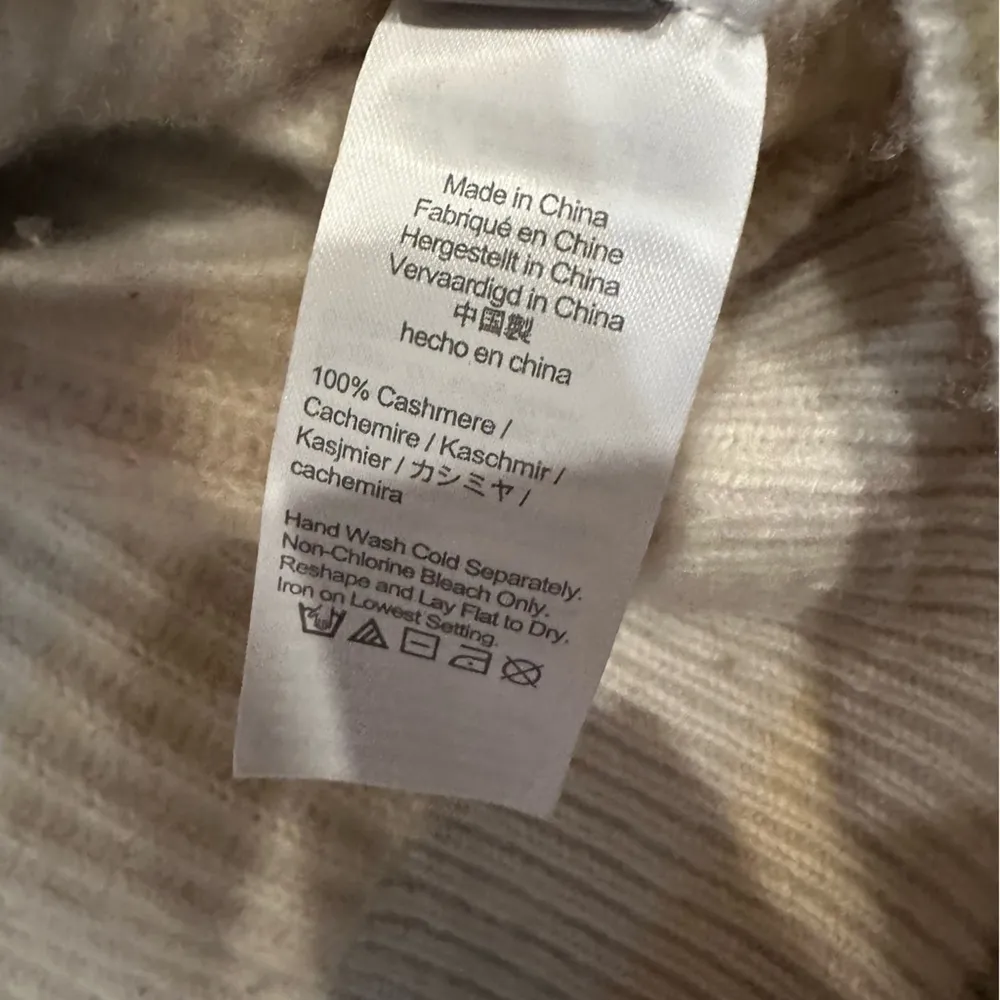 Made in China
Fabriqué en Chine
Hergestellt in China
Vervaardigd in China
中国製
hecho en china
100% Cashmere /
Cachemire / Kaschmir /
Kasjmier / カシミヤ /
cachemira
Hand Wash Cold Separately.
Non-Chlorine Bleach Only.
Reshape and Lay Flat to Dry.
Iron on Lowest Setting.